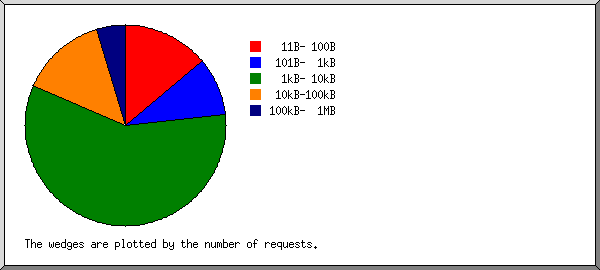 11B- 100B
101B-  1kB
1kB- 10kB
10kB-100kB
100kB-  1MB
The wedges are plotted by the number of requests.